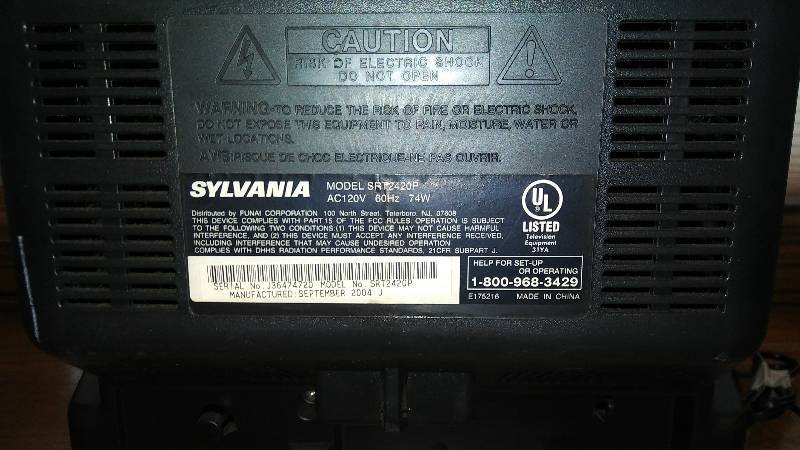 CAUTION
RISK OF ELECTRIC SHOCK
DO NOT OPEN
WARNING:-TO REDUCE THE RISK OF FIRE OR ELECTRIC SHOCK,
DO NOT EXPOSE THIS EQUIPMENT TO RAIN, MOISTURE, WATER OR
WET LOCATIONS.
AVIS:RISQUE DE CHOC ELECTRIQUE-NE PAS OUVRIR.
SYLVANIA
MODEL SRT2420P
AC120V 60Hz 74W
Distributed by FUNAI CORPORATION 100 North Street, Teterboro, NJ, 07608
THIS DEVICE COMPLIES WITH PART 15 OF THE FCC RULES. OPERATION IS SUBJECT
TO THE FOLLOWING TWO CONDITIONS:(1) THIS DEVICE MAY NOT CAUSE HARMFUL
INTERFERENCE, AND (2) THIS DEVICE MUST ACCEPT ANY INTERFERENCE RECEIVED,
INCLUDING INTERFERENCE THAT MAY CAUSE UNDESIRED OPERATION
COMPLIES WITH DHHS RADIATION PERFORMANCE STANDARDS, 21CFR SUBPART J.
UL
LISTED
Television
Equipment
31YA
SERIAL No. J36474720 MODEL No. SRT2420P
MANUFACTURED:SEPTEMBER 2004 J
HELP FOR SET-UP
OR OPERATING
1-800-968-3429
E175216 MADE IN CHINA